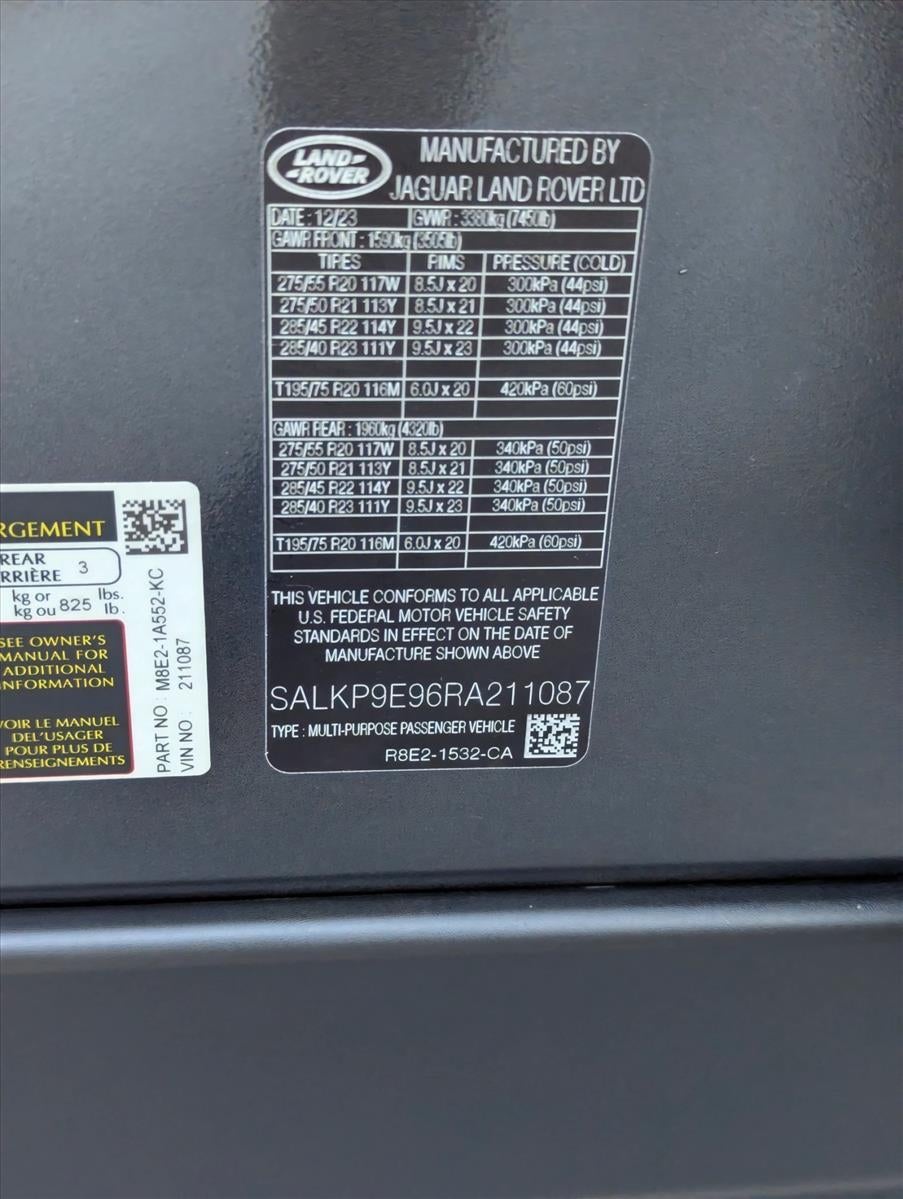 LAND-
-ROVER
MANUFACTURED BY
JAGUAR LAND ROVER LTD
DATE : 12/23 GVWR : 3380kg (7450lb)
GAWR FRONT : 1590kg (3505lb)
TIRES RIMS PRESSURE (COLD)
275/55 R20 117W 8.5J x 20 300kPa (44psi)
275/50 R21 113Y 8.5J x 21 300kPa (44psi)
285/45 R22 114Y 9.5J x 22 300kPa (44psi)
285/40 R23 111Y 9.5J x 23 300kPa (44psi)
T195/75 R20 116M 6.0J x 20 420kPa (60psi)
GAWR REAR : 1960kg (4320lb)
275/55 R20 117W 8.5J x 20 340kPa (50psi)
275/50 R21 113Y 8.5J x 21 340kPa (50psi)
285/45 R22 114Y 9.5J x 22 340kPa (50psi)
285/40 R23 111Y 9.5J x 23 340kPa (50psi)
T195/75 R20 116M 6.0J x 20 420kPa (60psi)
THIS VEHICLE CONFORMS TO ALL APPLICABLE
U.S. FEDERAL MOTOR VEHICLE SAFETY
STANDARDS IN EFFECT ON THE DATE OF
MANUFACTURE SHOWN ABOVE
SALKP9E96RA211087
TYPE : MULTI-PURPOSE PASSENGER VEHICLE
R8E2-1532-CA
RGEMENT
REAR
RRIÈRE 3
kg or lbs.
kg ou 825 lb.
SEE OWNER'S
MANUAL FOR
ADDITIONAL
INFORMATION
VOIR LE MANUEL
DEL'USAGER
POUR PLUS DE
RENSEIGNEMENTS
PART NO : M8E2-1A552-KC
VIN NO : 211087